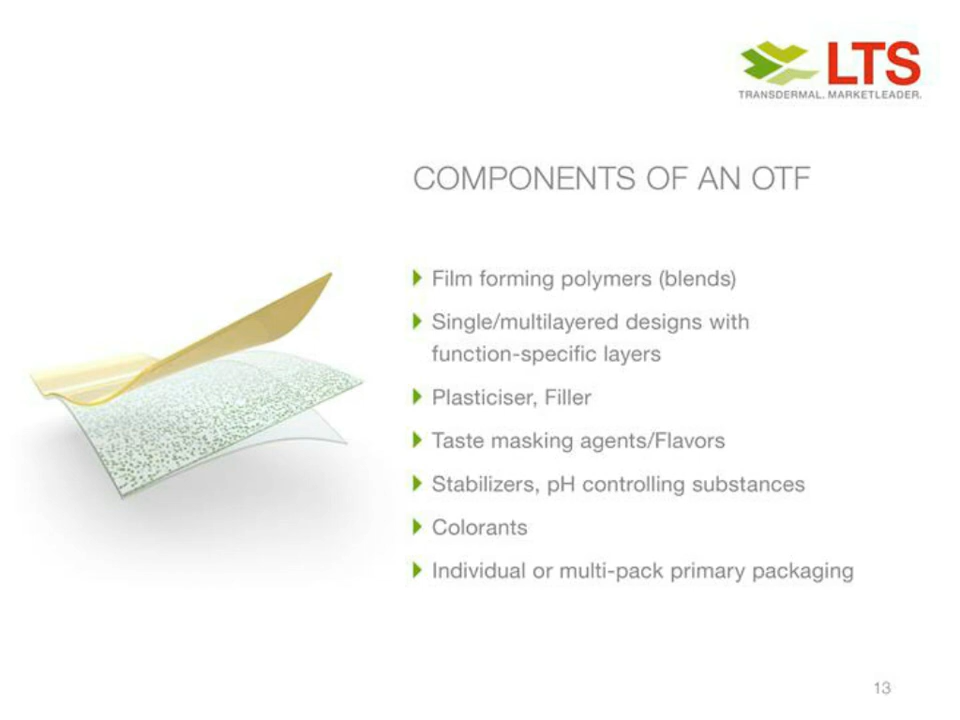 LTS
TRANSDERMAL. MARKETLEADER.
COMPONENTS OF AN OTF
Film forming polymers (blends)
Single/multilayered designs with
function-specific layers
Plasticiser, Filler
Taste masking agents/Flavors
Stabilizers, pH controlling substances
Colorants
Individual or multi-pack primary packaging
13